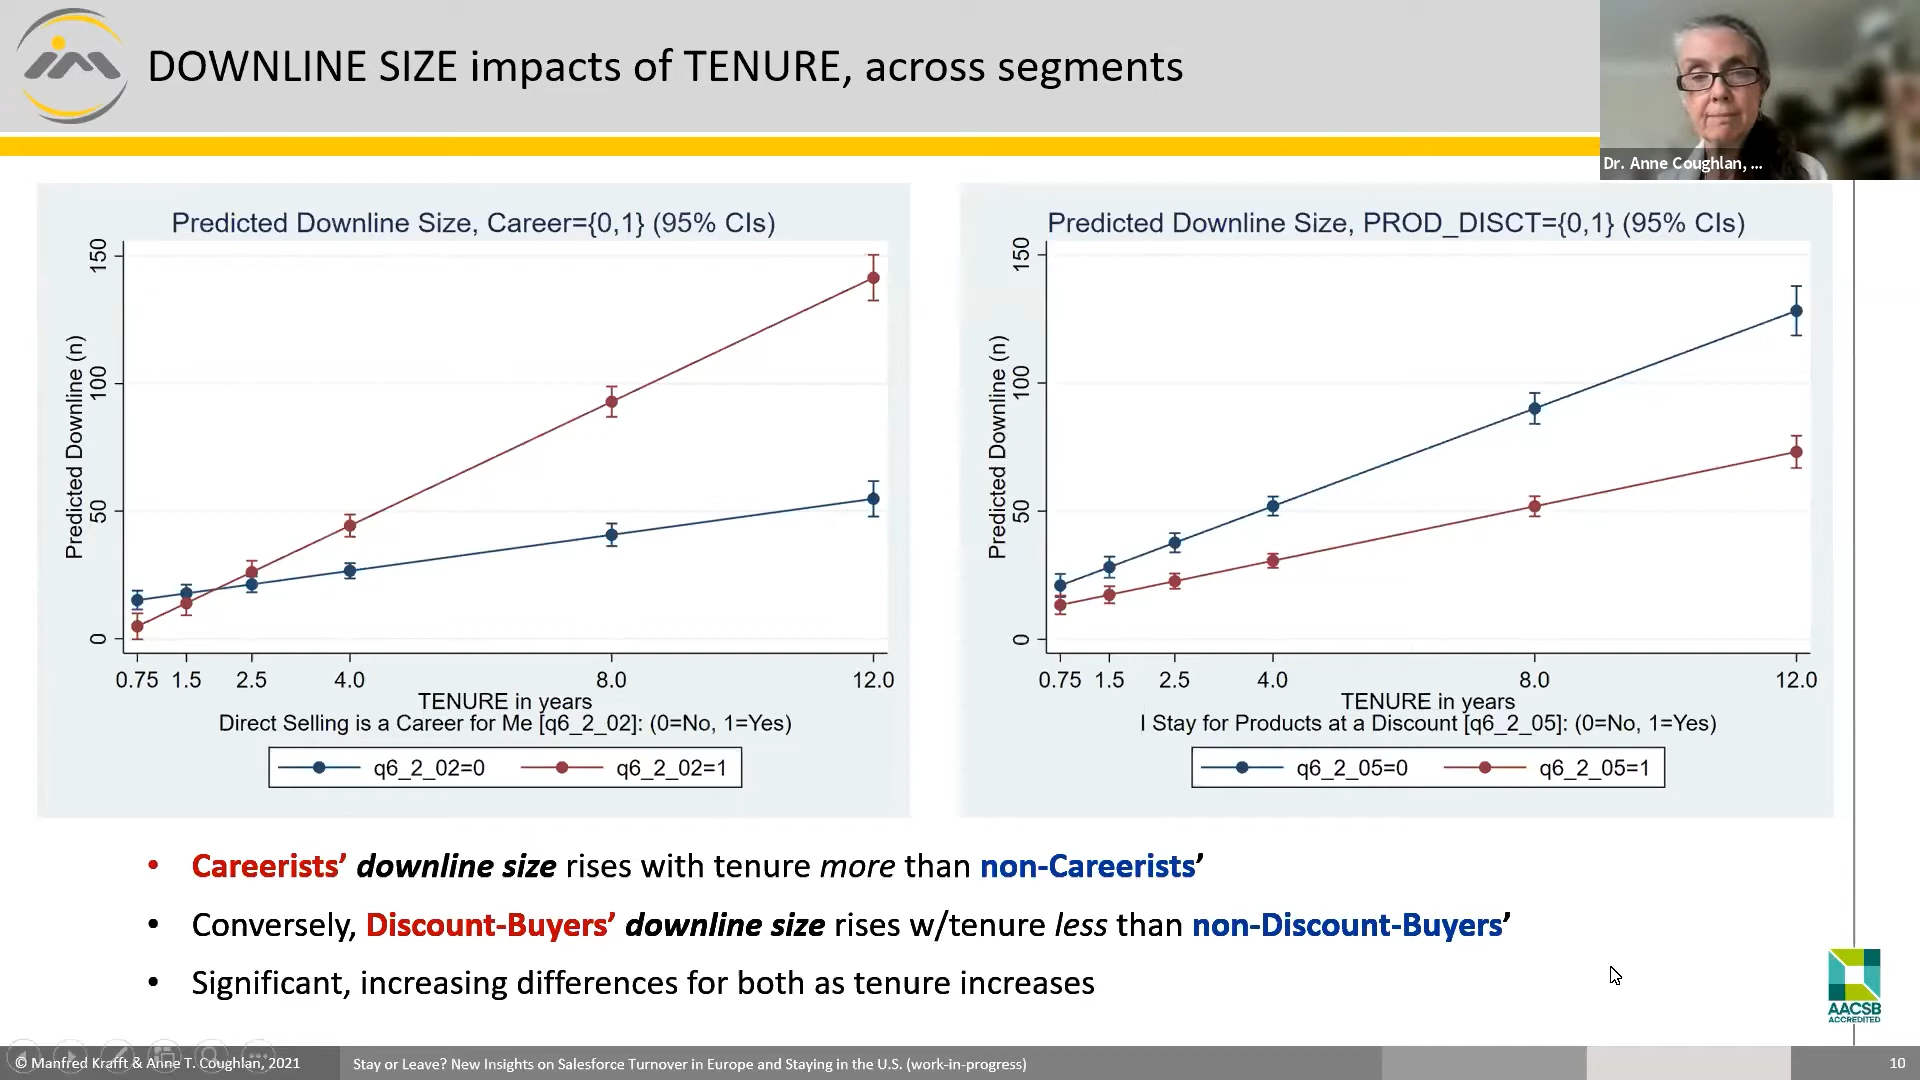 im
DOWNLINE SIZE impacts of TENURE, across segments
Dr. Anne Coughlan, ...
Predicted Downline Size, Career={0,1} (95% CIs)
Predicted Downline (n)
150
100
50
0
0.75 1.5 2.5 4.0 8.0 12.0
TENURE in years
Direct Selling is a Career for Me [q6_2_02]: (0=No, 1=Yes)
q6_2_02=0 q6_2_02=1
Predicted Downline Size, PROD_DISCT={0,1} (95% CIs)
Predicted Downline (n)
150
100
50
0
0.75 1.5 2.5 4.0 8.0 12.0
TENURE in years
I Stay for Products at a Discount [q6_2_05]: (0=No, 1=Yes)
q6_2_05=0 q6_2_05=1
• Careerists’ downline size rises with tenure more than non-Careerists’
• Conversely, Discount-Buyers’ downline size rises w/tenure less than non-Discount-Buyers’
• Significant, increasing differences for both as tenure increases
AACSB
ACCREDITED
© Manfred Krafft & Anne T. Coughlan, 2021 Stay or Leave? New Insights on Salesforce Turnover in Europe and Staying in the U.S. (work-in-progress) 10